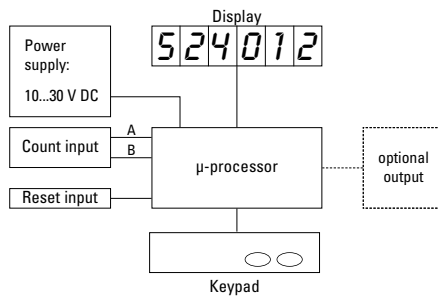 Display
524012
Power
supply:
10...30 V DC
Count input
A
B
µ-processor
optional
output
Reset input
Keypad